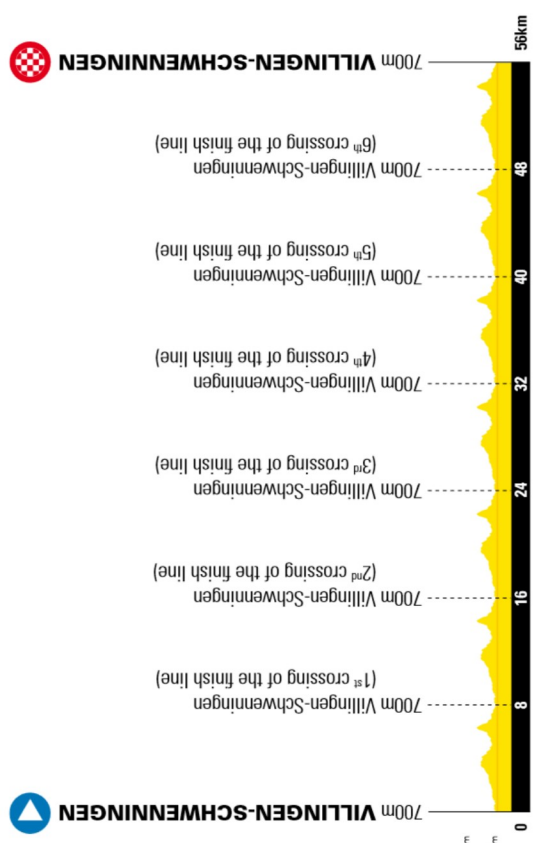 0
700m VILLINGEN-SCHWENNINGEN
8
700m Villingen-Schwenningen
(1st crossing of the finish line)
16
700m Villingen-Schwenningen
(2nd crossing of the finish line)
24
700m Villingen-Schwenningen
(3rd crossing of the finish line)
32
700m Villingen-Schwenningen
(4th crossing of the finish line)
40
700m Villingen-Schwenningen
(5th crossing of the finish line)
48
700m Villingen-Schwenningen
(6th crossing of the finish line)
56km
700m VILLINGEN-SCHWENNINGEN